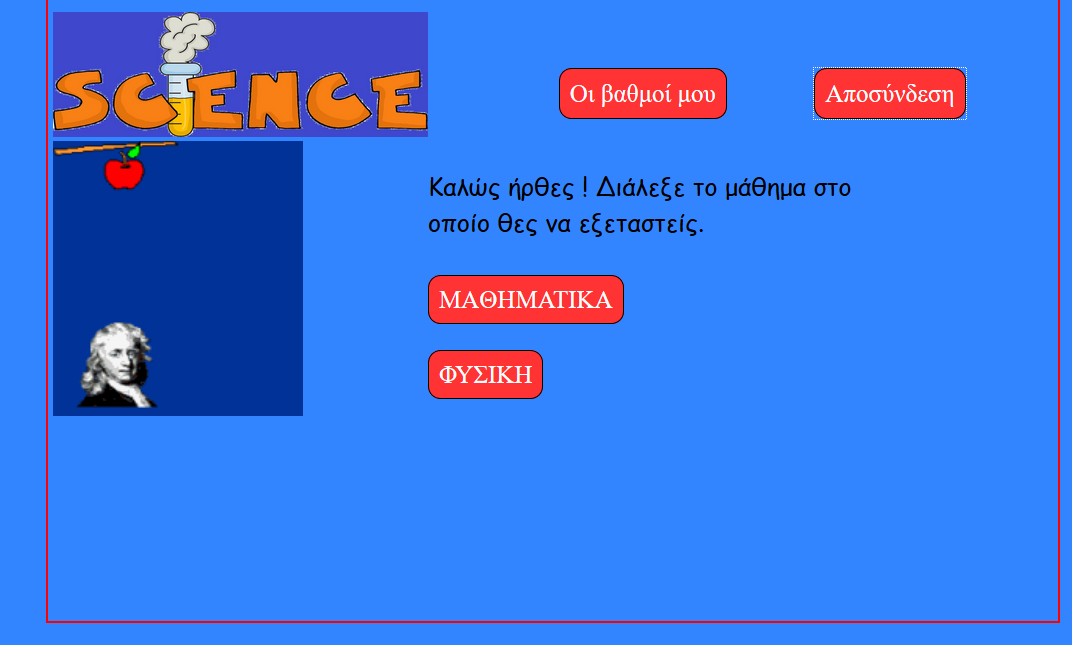 SCIENCE
Οι βαθμοί μου
Αποσύνδεση
Καλώς ήρθες ! Διάλεξε το μάθημα στο
οποίο θες να εξεταστείς.
ΜΑΘΗΜΑΤΙΚΑ
ΦΥΣΙΚΗ